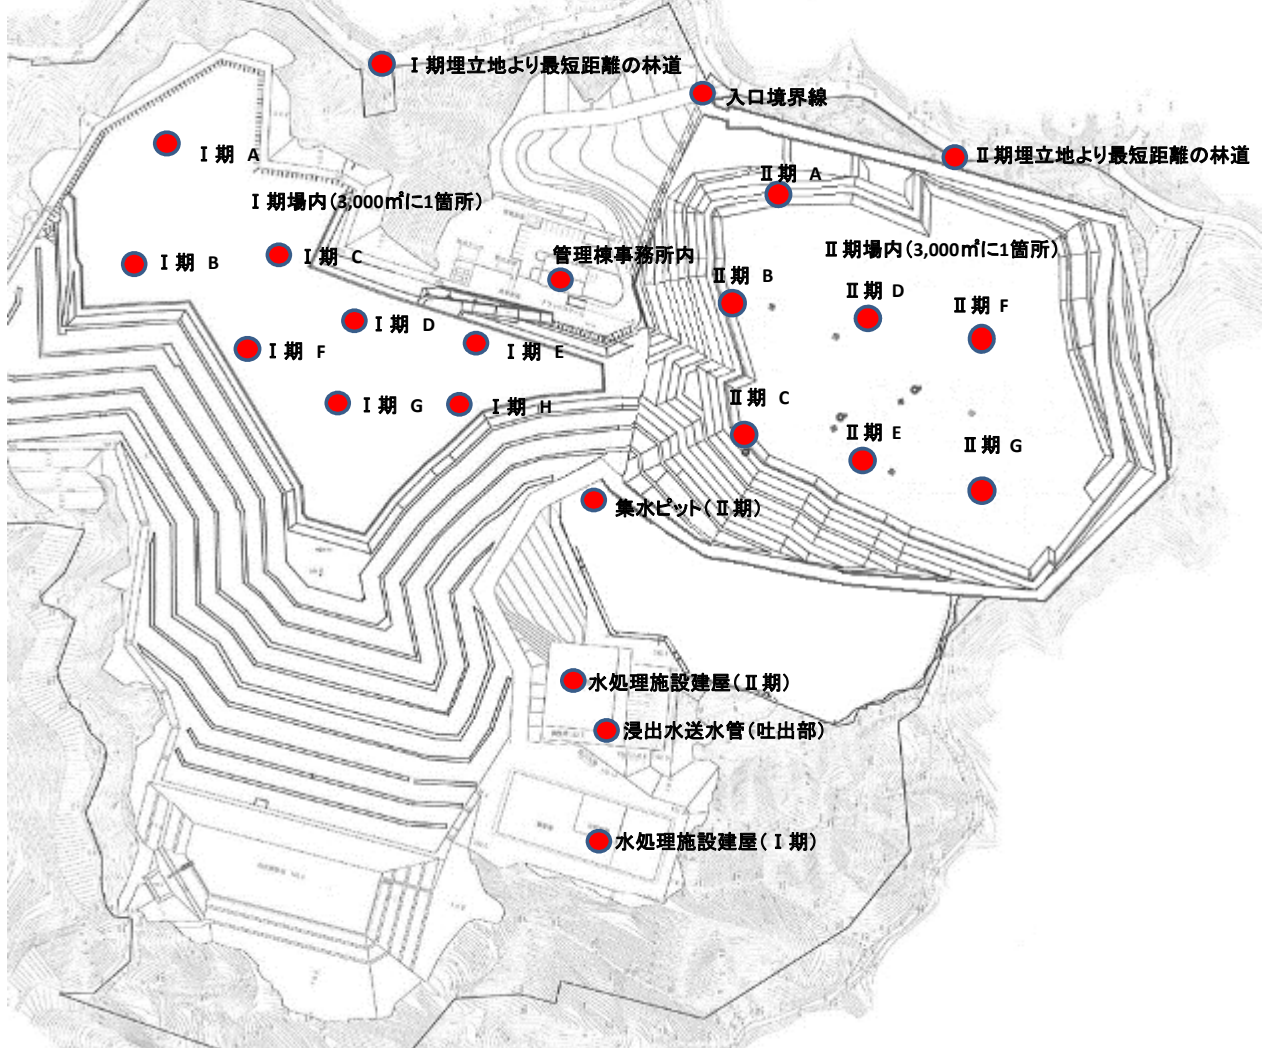 Ⅰ期埋立地より最短距離の林道
入口境界線
Ⅱ期埋立地より最短距離の林道
Ⅰ期 A
Ⅱ期 A
Ⅰ期場内（3,000㎡に1箇所）
Ⅱ期場内（3,000㎡に1箇所）
Ⅰ期 B
Ⅰ期 C
管理棟事務所内
Ⅱ期 B
Ⅱ期 D
Ⅱ期 F
Ⅰ期 D
Ⅰ期 F
Ⅰ期 E
Ⅱ期 C
Ⅰ期 G
Ⅰ期 H
Ⅱ期 E
Ⅱ期 G
集水ピット（Ⅱ期）
水処理施設建屋（Ⅱ期）
浸出水送水管（吐出部）
水処理施設建屋（Ⅰ期）